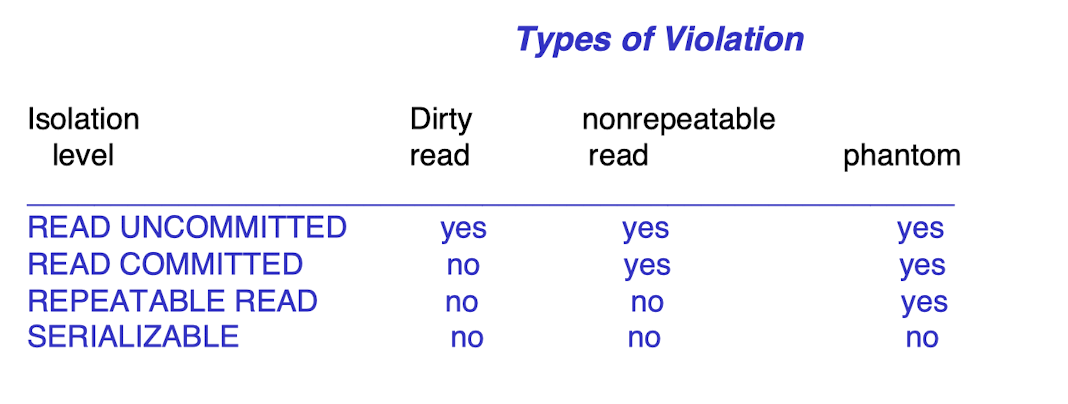 Types of Violation
Isolation Dirty nonrepeatable
level read read phantom
READ UNCOMMITTED yes yes yes
READ COMMITTED no yes yes
REPEATABLE READ no no yes
SERIALIZABLE no no no